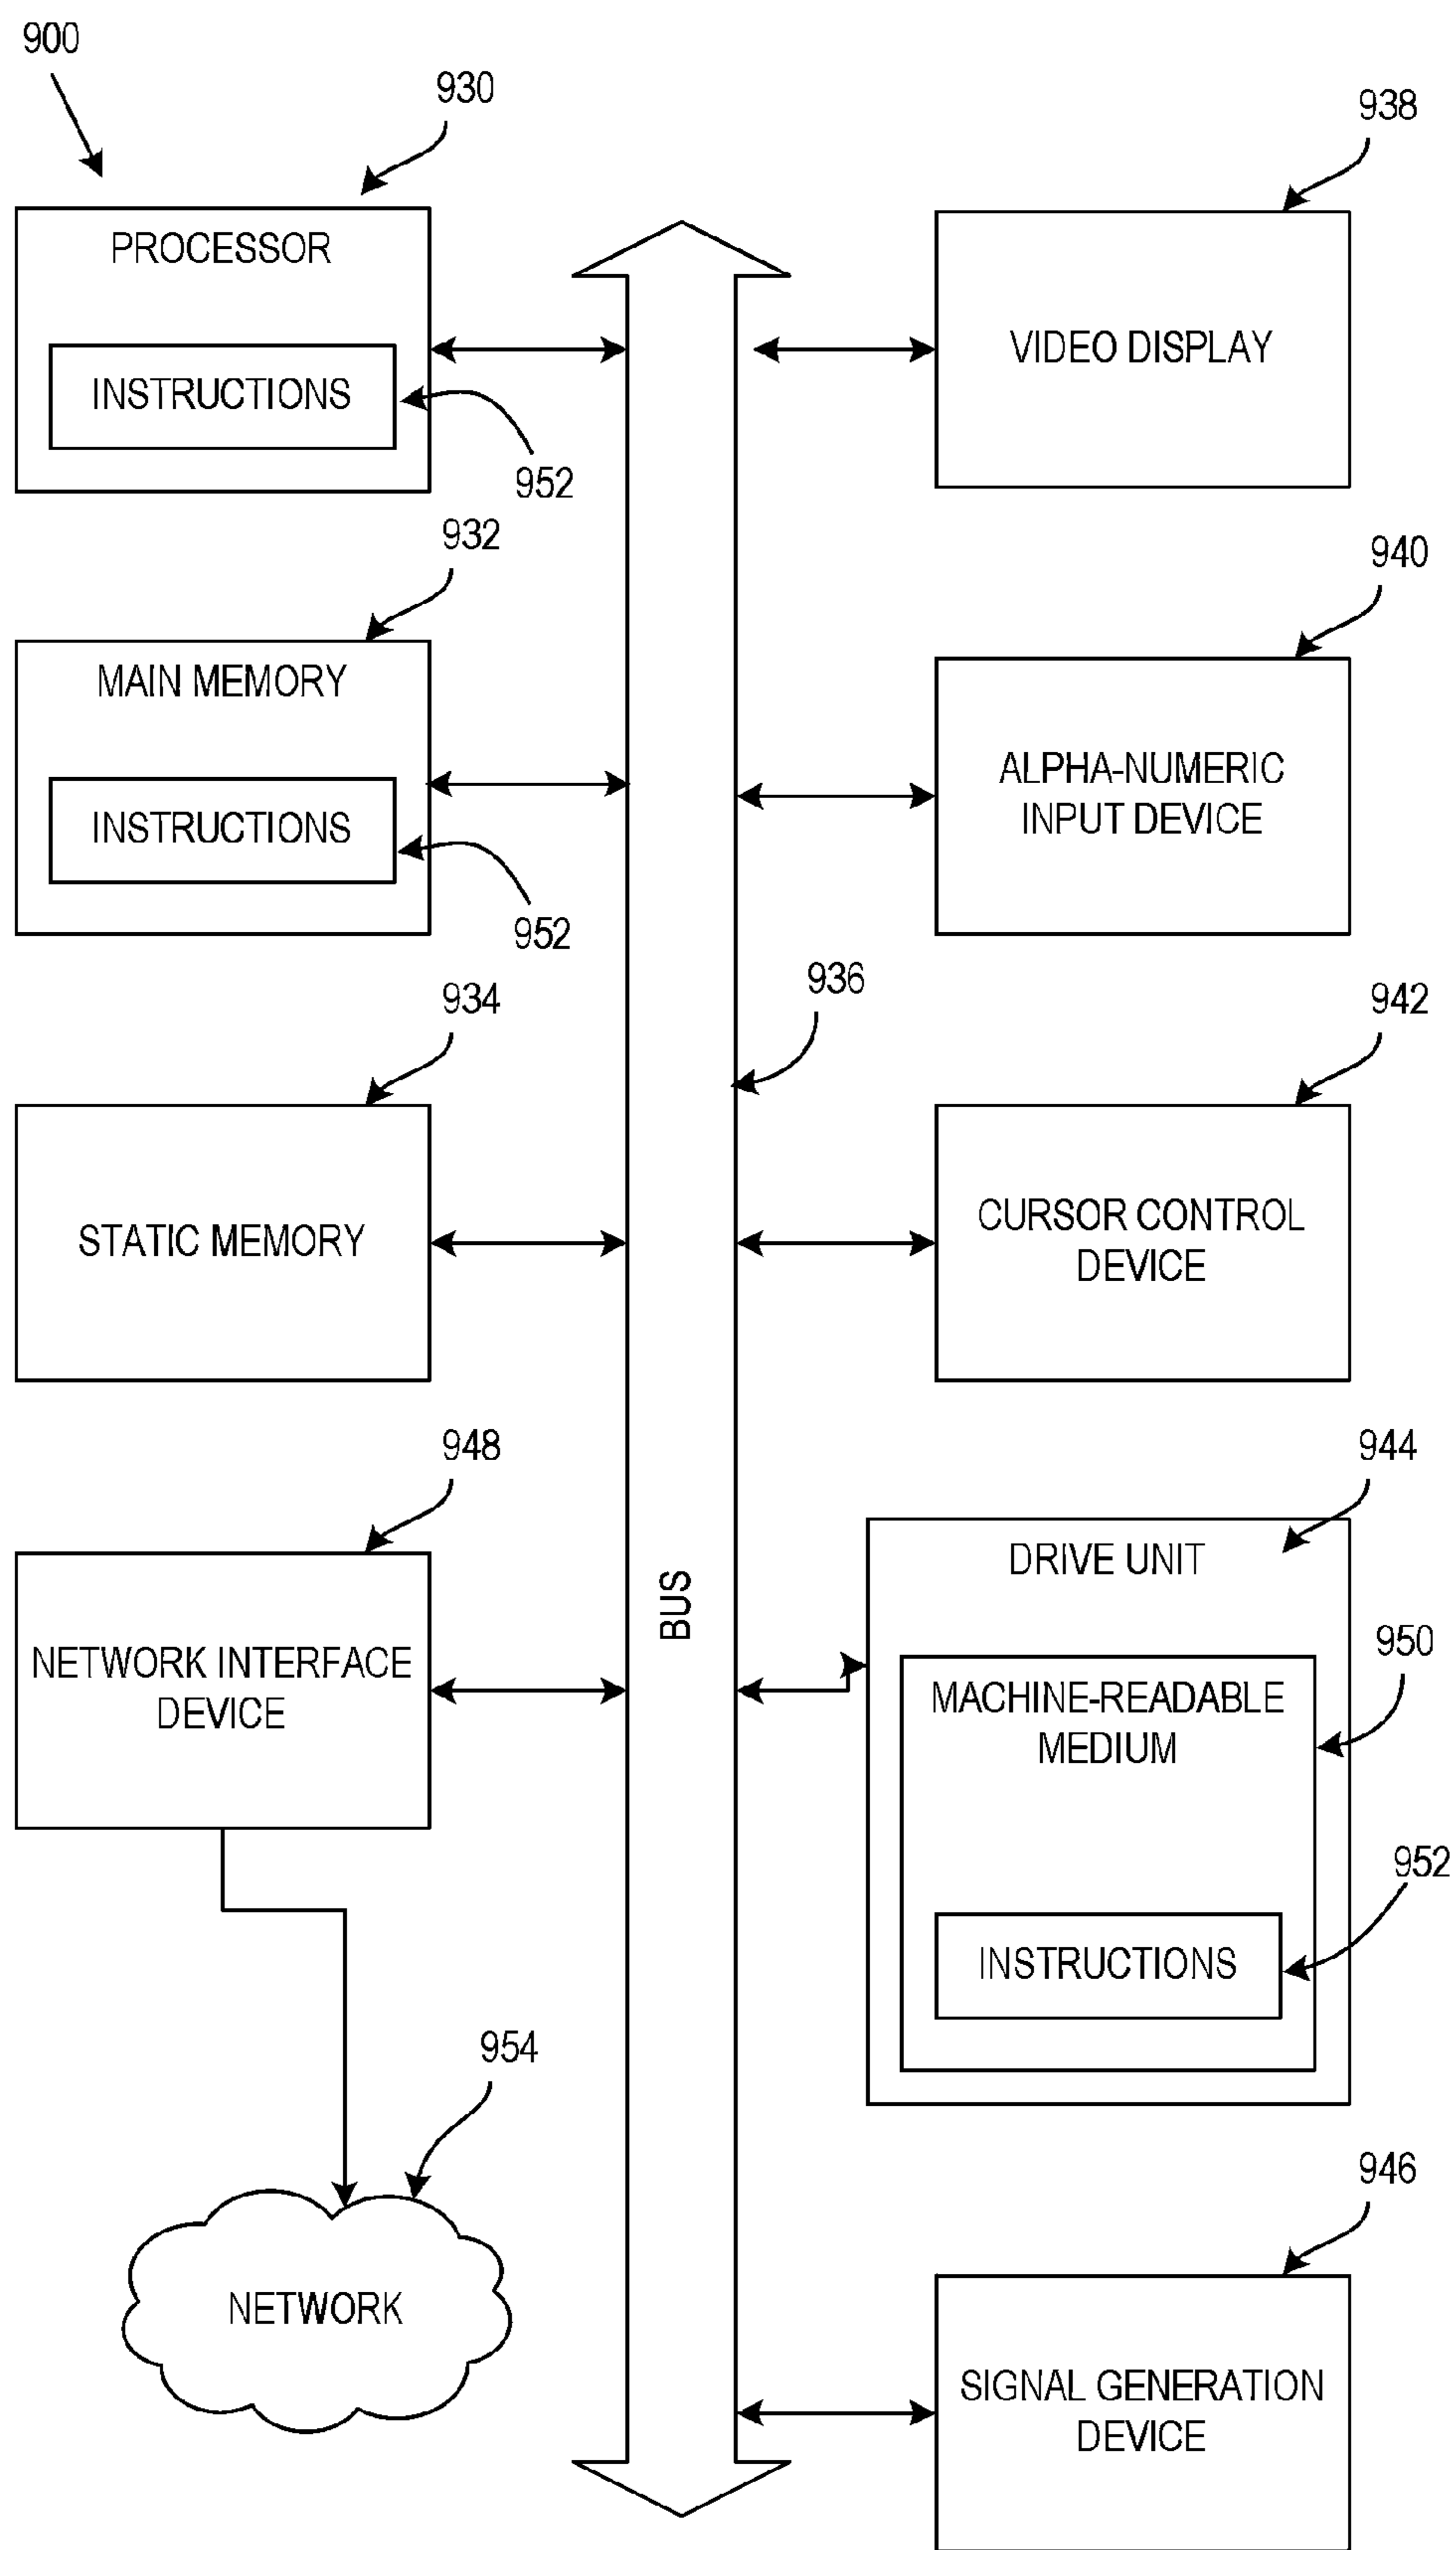 900
930
PROCESSOR
INSTRUCTIONS
952
932
MAIN MEMORY
INSTRUCTIONS
952
934
STATIC MEMORY
948
NETWORK INTERFACE
DEVICE
954
NETWORK
BUS
936
938
VIDEO DISPLAY
940
ALPHA-NUMERIC
INPUT DEVICE
942
CURSOR CONTROL
DEVICE
944
DRIVE UNIT
950
MACHINE-READABLE
MEDIUM
952
INSTRUCTIONS
946
SIGNAL GENERATION
DEVICE